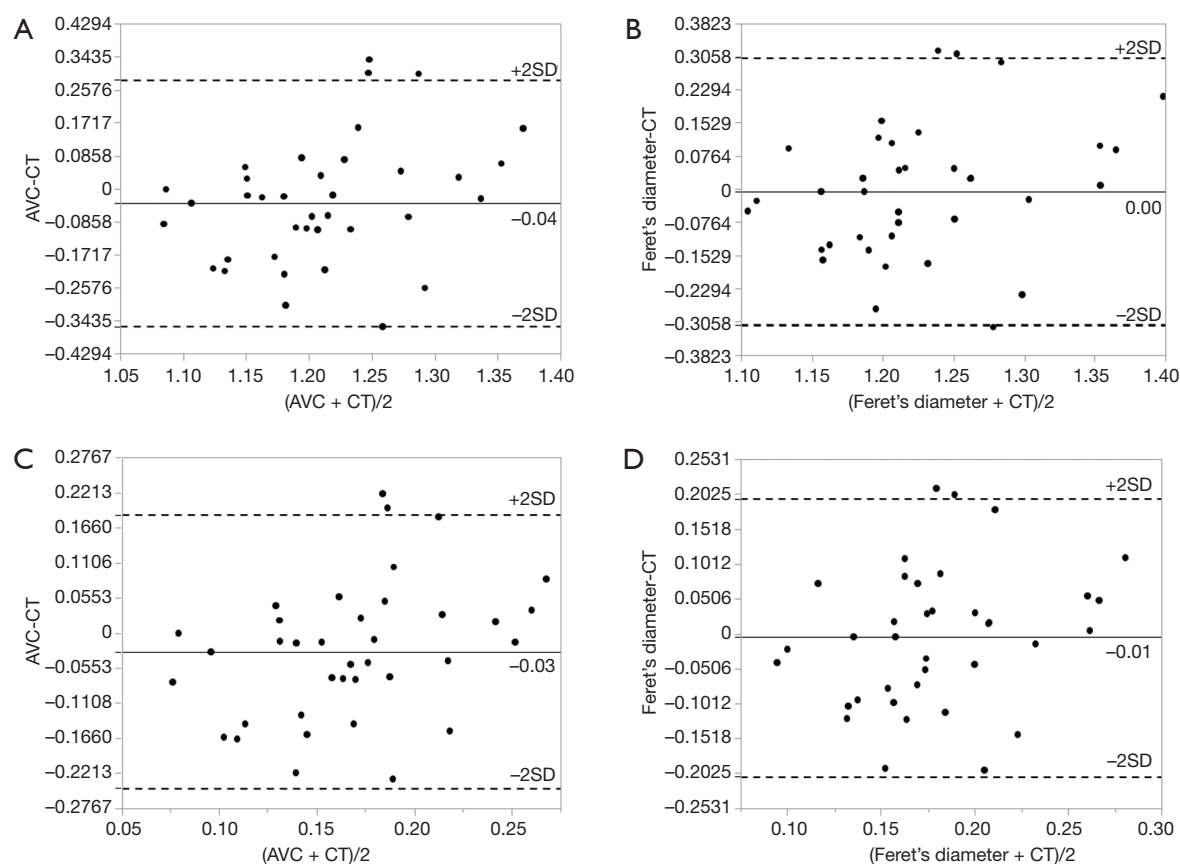 A
AVC-CT
0.4294
0.3435
0.2576
0.1717
0.0858
0
–0.0858
–0.1717
–0.2576
–0.3435
–0.4294
+2SD
–0.04
–2SD
1.05 1.10 1.15 1.20 1.25 1.30 1.35 1.40
(AVC + CT)/2
B
Feret's diameter-CT
0.3823
0.3058
0.2294
0.1529
0.0764
0
–0.0764
–0.1529
–0.2294
–0.3058
–0.3823
+2SD
0.00
–2SD
1.10 1.15 1.20 1.25 1.30 1.35 1.40
(Feret's diameter + CT)/2
C
AVC-CT
0.2767
0.2213
0.1660
0.1106
0.0553
0
–0.0553
–0.1108
–0.1660
–0.2213
–0.2767
+2SD
–0.03
–2SD
0.05 0.10 0.15 0.20 0.25
(AVC + CT)/2
D
Feret's diameter-CT
0.2531
0.2025
0.1518
0.1012
0.0506
0
–0.0506
–0.1012
–0.1518
–0.2025
–0.2531
+2SD
–0.01
–2SD
0.10 0.15 0.20 0.25 0.30
(Feret's diameter + CT)/2